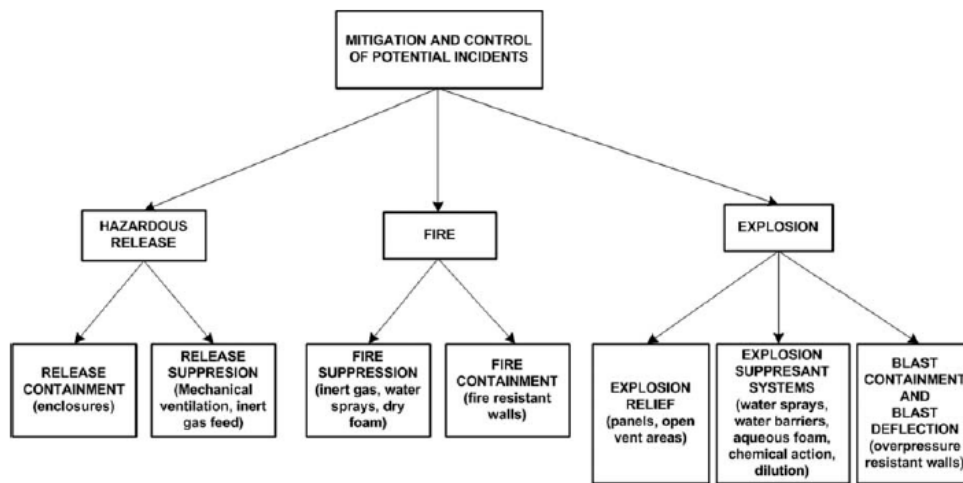 MITIGATION AND CONTROL
OF POTENTIAL INCIDENTS
HAZARDOUS
RELEASE
FIRE
EXPLOSION
RELEASE
CONTAINMENT
(enclosures)
RELEASE
SUPPRESION
(Mechanical
ventilation, inert
gas feed)
FIRE
SUPPRESSION
(inert gas, water
sprays, dry
foam)
FIRE
CONTAINMENT
(fire resistant
walls)
EXPLOSION
RELIEF
(panels, open
vent areas)
EXPLOSION
SUPPRESANT
SYSTEMS
(water sprays,
water barriers,
aqueous foam,
chemical action,
dilution)
BLAST
CONTAINMENT
AND
BLAST
DEFLECTION
(overpressure
resistant walls)